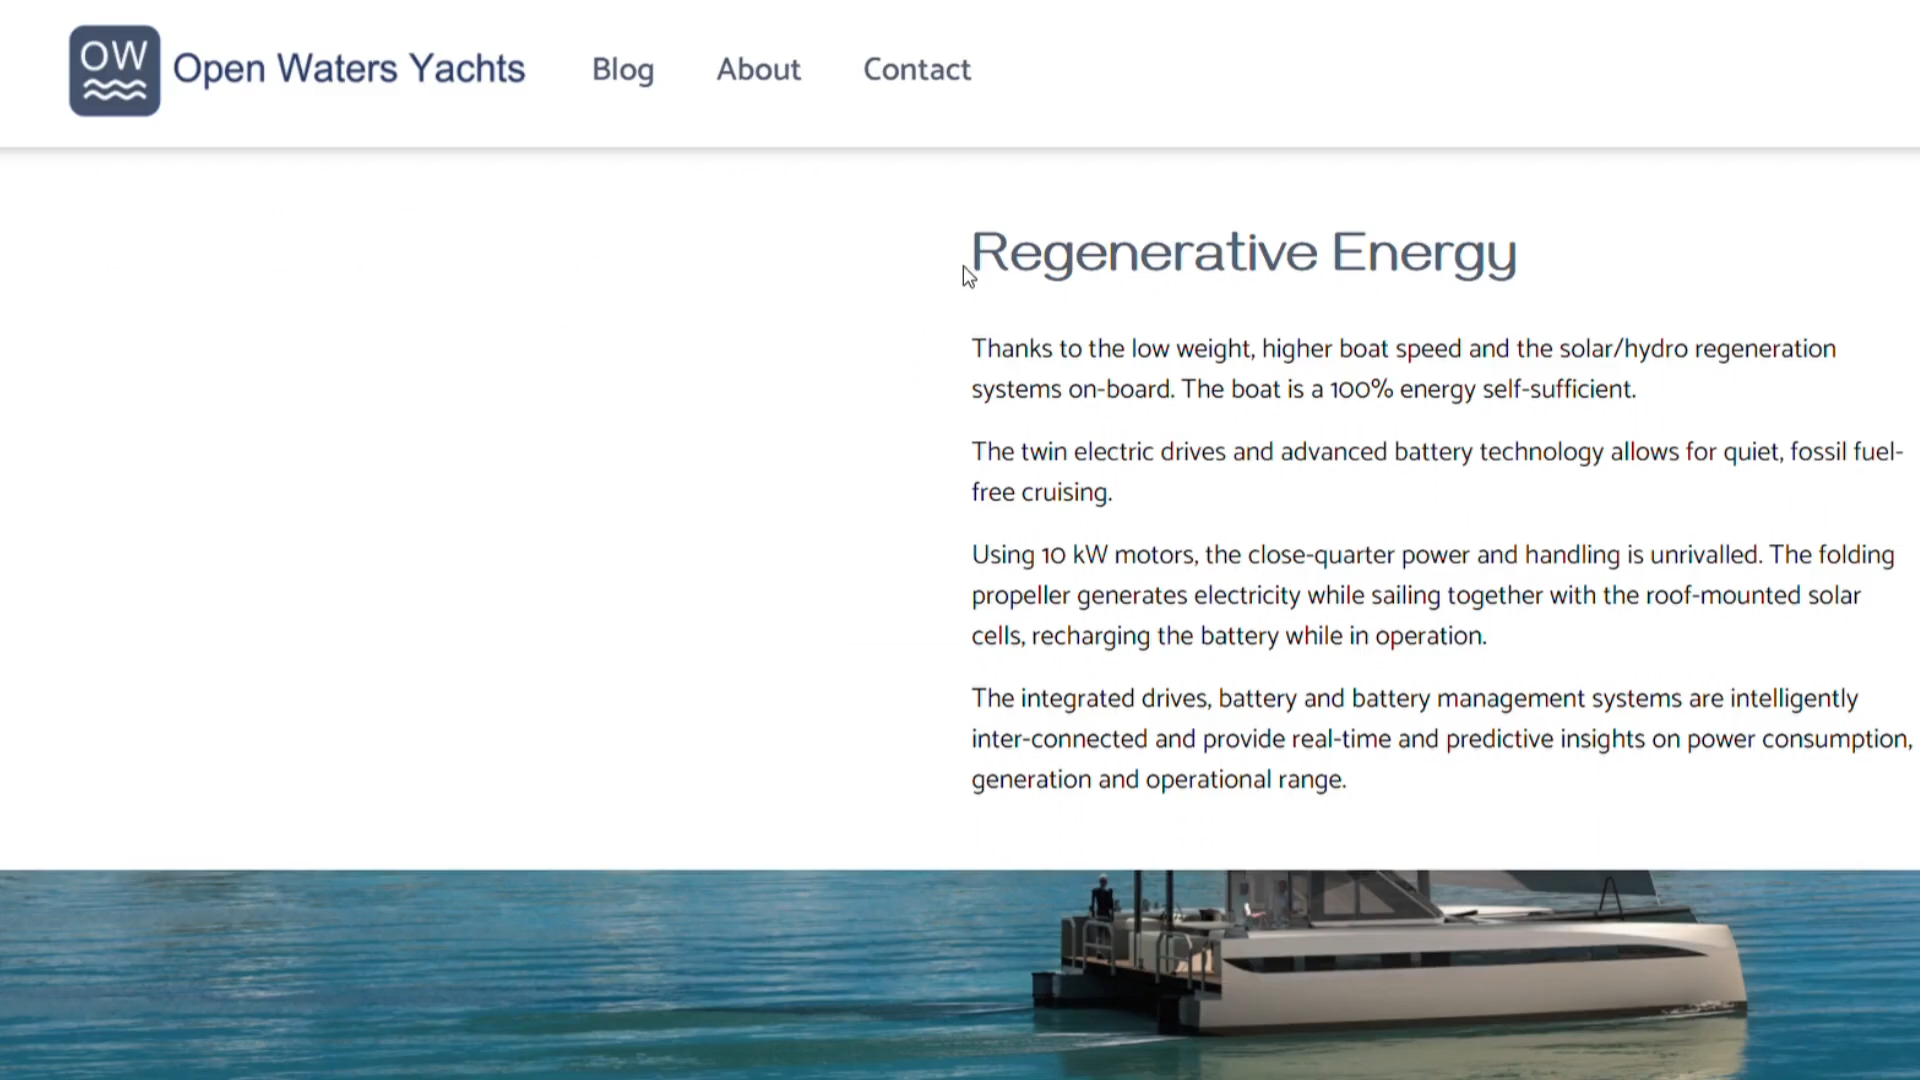 OW
Open Waters Yachts
Blog
About
Contact
Regenerative Energy
Thanks to the low weight, higher boat speed and the solar/hydro regeneration
systems on-board. The boat is a 100% energy self-sufficient.
The twin electric drives and advanced battery technology allows for quiet, fossil fuel-
free cruising.
Using 10 kW motors, the close-quarter power and handling is unrivalled. The folding
propeller generates electricity while sailing together with the roof-mounted solar
cells, recharging the battery while in operation.
The integrated drives, battery and battery management systems are intelligently
inter-connected and provide real-time and predictive insights on power consumption,
generation and operational range.